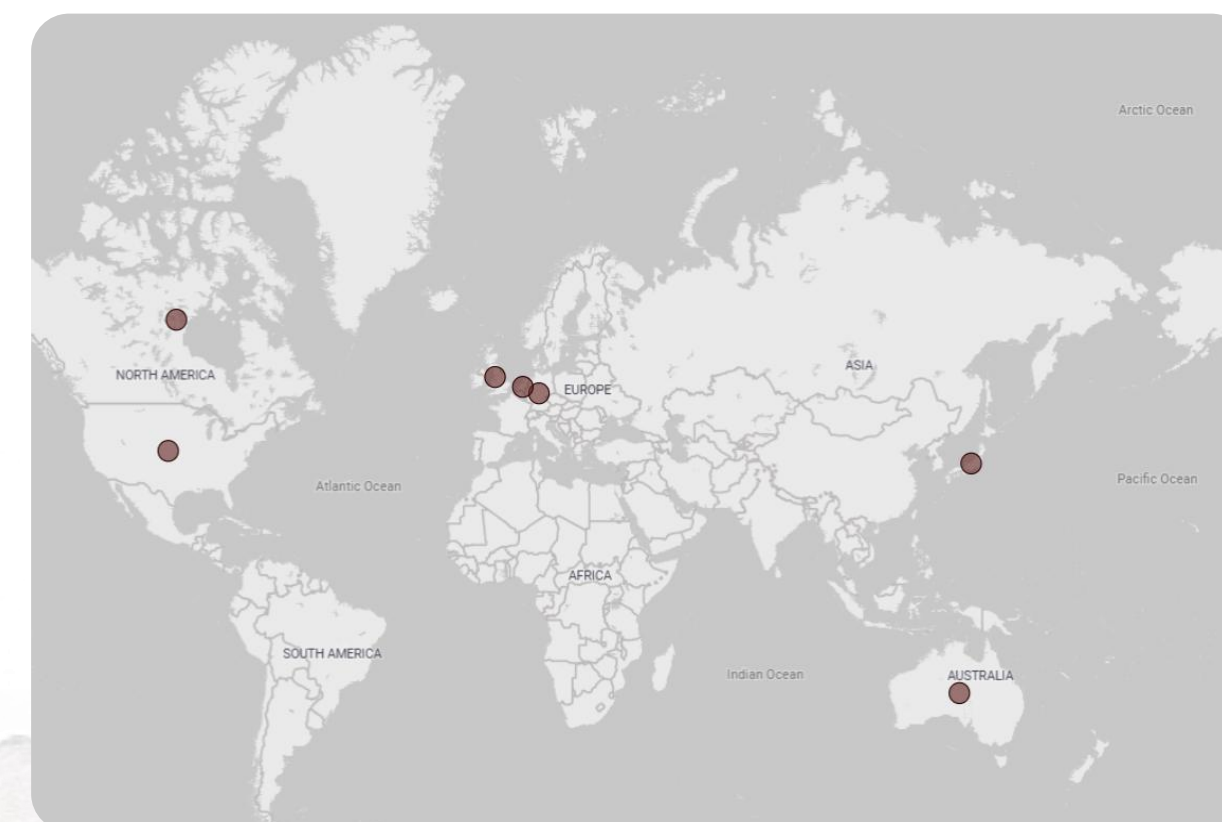 Arctic Ocean
ASIA
NORTH AMERICA
EUROPE
Pacific Ocean
Atlantic Ocean
AFRICA
SOUTH AMERICA
Indian Ocean
AUSTRALIA